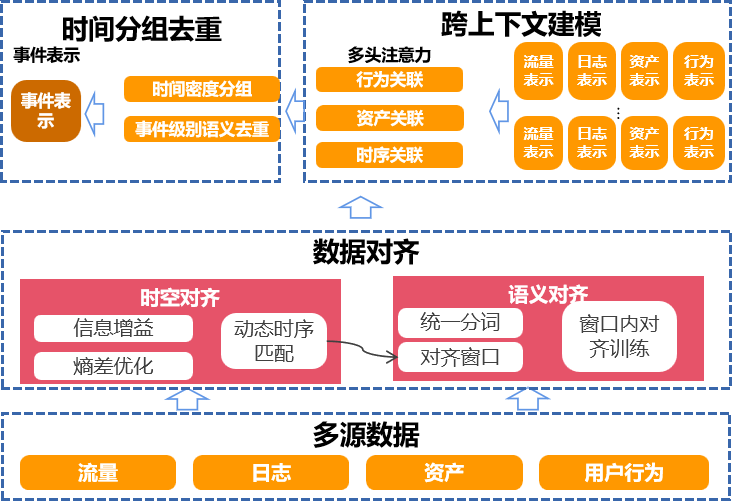 时间分组去重
事件表示
事件表
示
时间密度分组
事件级别语义去重
跨上下文建模
多头注意力
行为关联
资产关联
时序关联
流量
表示
日志
表示
资产
表示
行为
表示
流量
表示
日志
表示
资产
表示
行为
表示
数据对齐
时空对齐
信息增益
熵差优化
动态时序
匹配
语义对齐
统一分词
对齐窗口
窗口内对
齐训练
多源数据
流量
日志
资产
用户行为